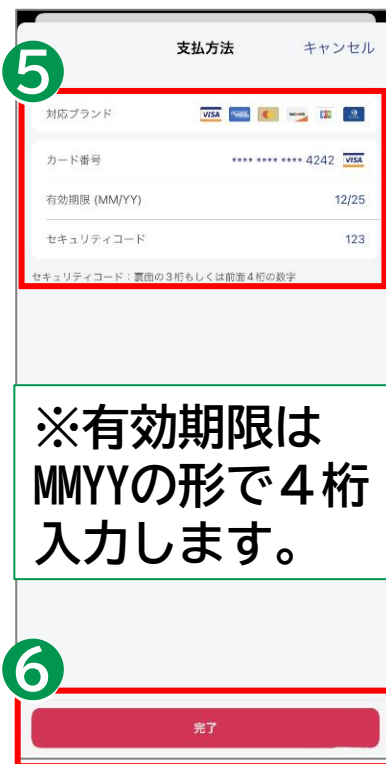 支払方法 キャンセル
5
対応ブランド VISA
カード番号 **** **** **** 4242 VISA
有効期限 (MM/YY) 12/25
セキュリティコード 123
セキュリティコード：裏面の３桁もしくは前面４桁の数字
※有効期限は
MMYYの形で４桁
入力します。
6
完了